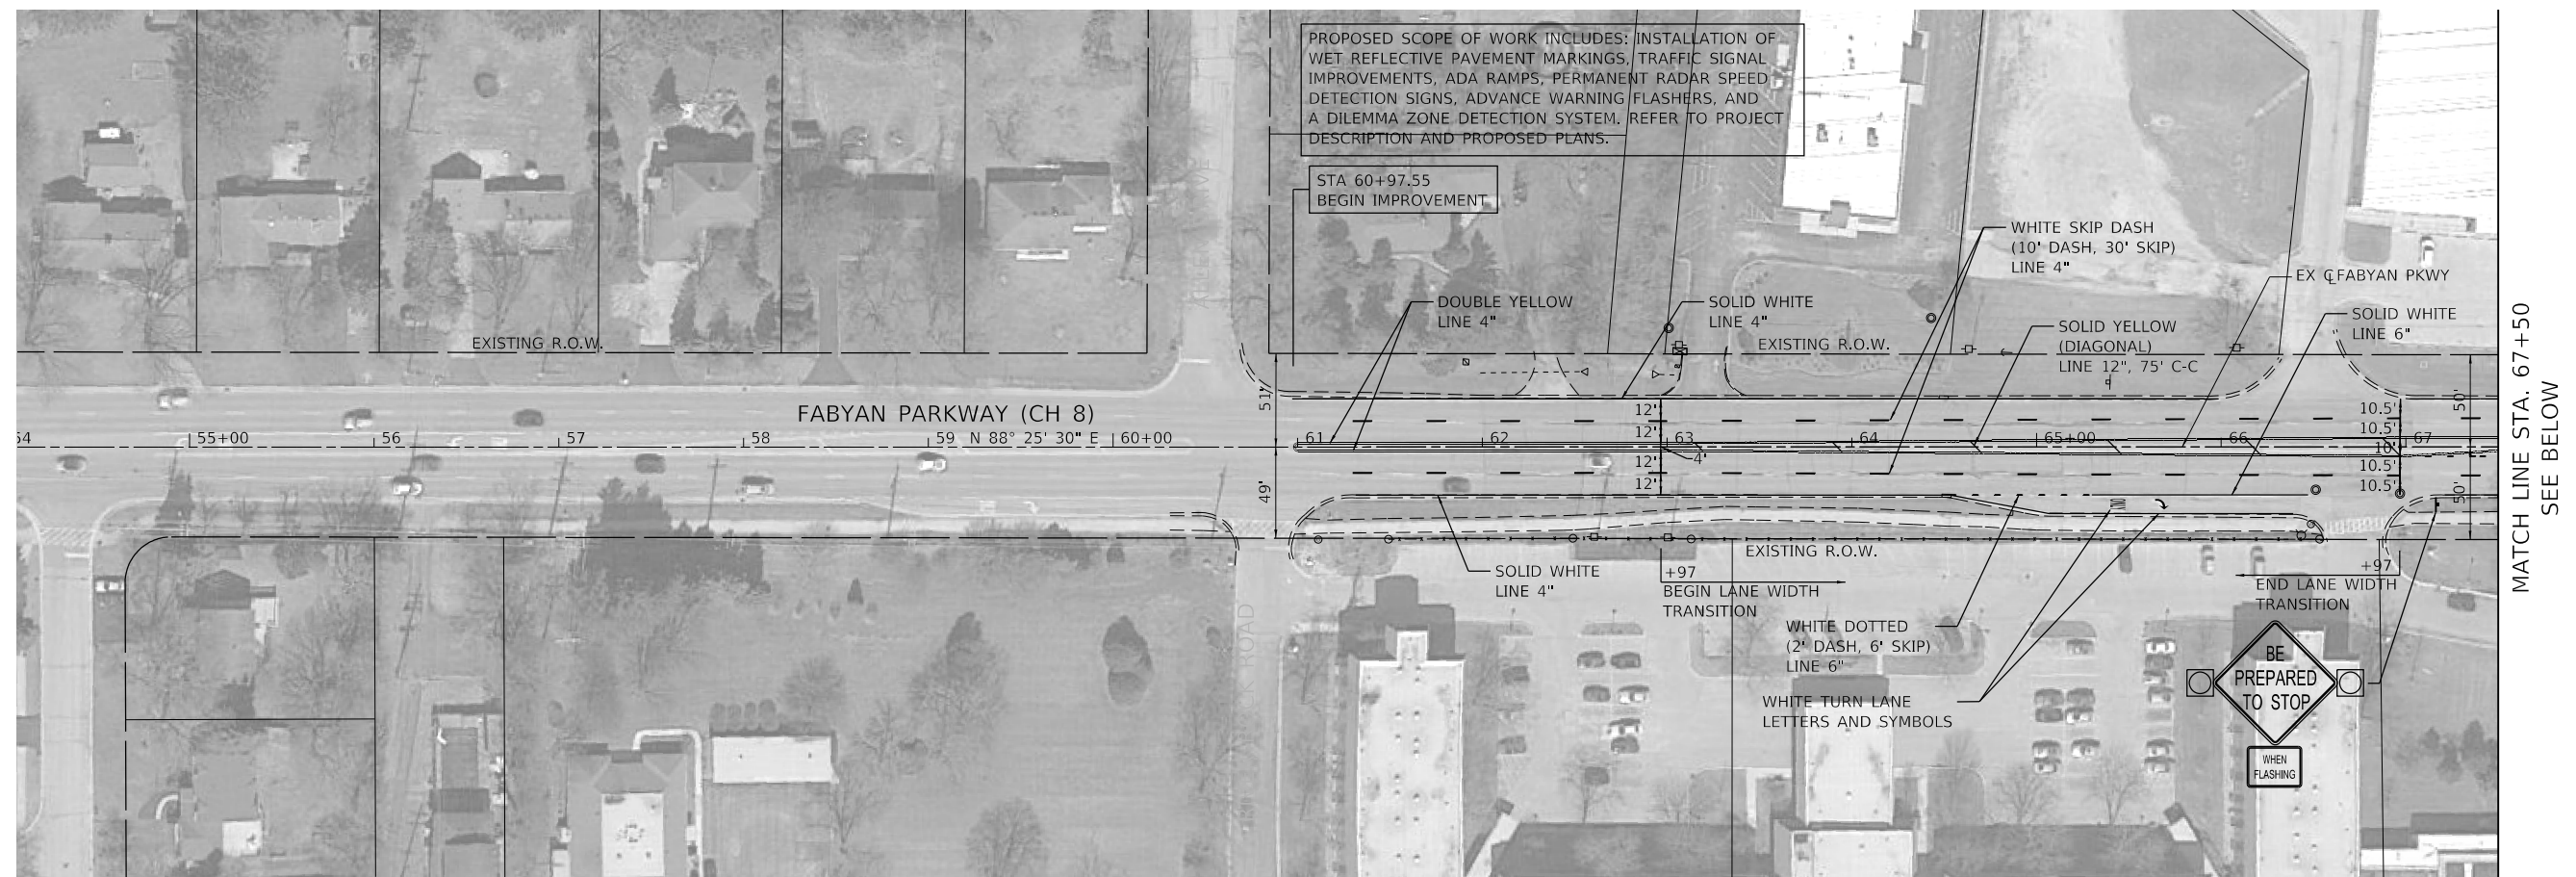 PROPOSED SCOPE OF WORK INCLUDES: INSTALLATION OF
WET REFLECTIVE PAVEMENT MARKINGS, TRAFFIC SIGNAL
IMPROVEMENTS, ADA RAMPS, PERMANENT RADAR SPEED
DETECTION SIGNS, ADVANCE WARNING FLASHERS, AND
A DILEMMA ZONE DETECTION SYSTEM. REFER TO PROJECT
DESCRIPTION AND PROPOSED PLANS.
STA 60+97.55
BEGIN IMPROVEMENT
WHITE SKIP DASH
(10' DASH, 30' SKIP)
LINE 4"
EX ℄ FABYAN PKWY
DOUBLE YELLOW
LINE 4"
SOLID WHITE
LINE 4"
SOLID WHITE
LINE 6"
SOLID YELLOW
(DIAGONAL)
LINE 12", 75' C-C
EXISTING R.O.W.
EXISTING R.O.W.
FABYAN PARKWAY (CH 8)
51'
50'
12'
12'
10.5'
10.5'
54
55+00
56
57
58
59
N 88° 25' 30" E
60+00
61
62
63
64
65+00
66
67
4'
10'
12'
12'
10.5'
10.5'
49'
50'
EXISTING R.O.W.
SOLID WHITE
LINE 4"
+97
BEGIN LANE WIDTH
TRANSITION
+97
END LANE WIDTH
TRANSITION
WHITE DOTTED
(2' DASH, 6' SKIP)
LINE 6"
WHITE TURN LANE
LETTERS AND SYMBOLS
BE
PREPARED
TO STOP
WHEN
FLASHING
ROAD
MATCH LINE STA. 67+50
SEE BELOW